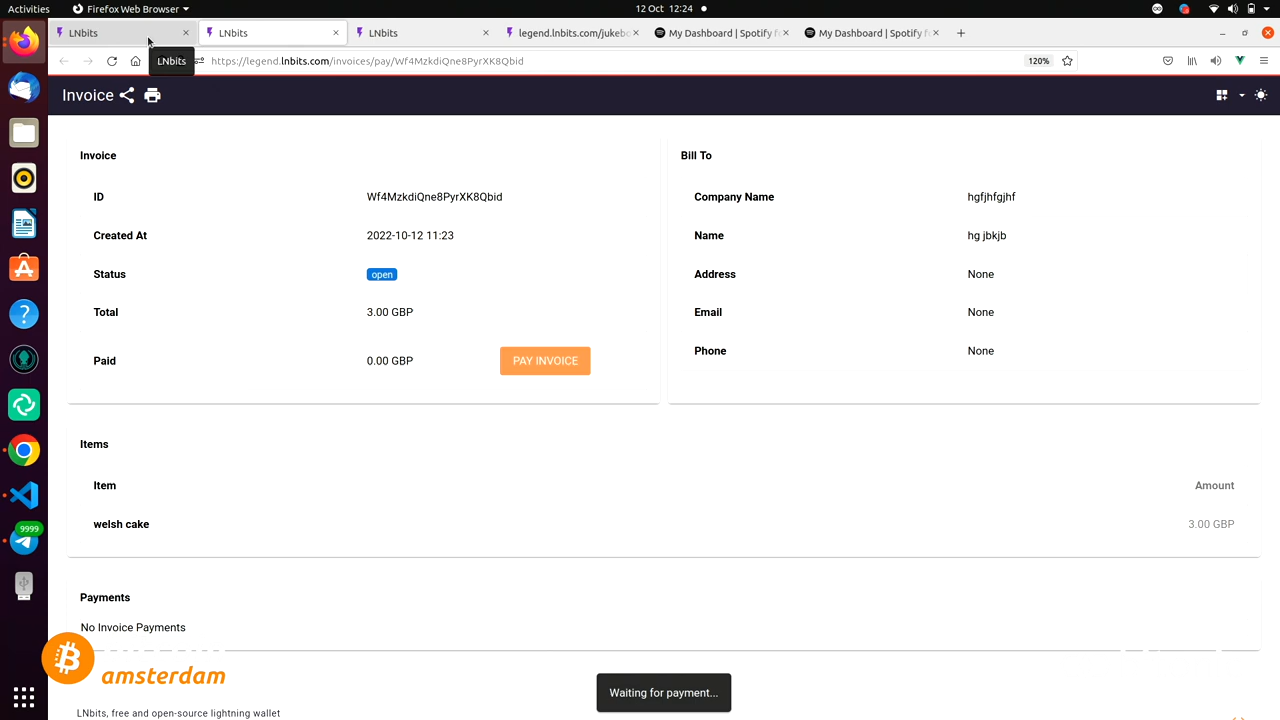 Activities
Firefox Web Browser
12 Oct 12:24
LNbits
LNbits
LNbits
legend.lnbits.com/jukebo
My Dashboard | Spotify f
My Dashboard | Spotify f
LNbits
https://legend.lnbits.com/invoices/pay/Wf4MzkdiQne8PyrXK8Qbid
120%
Invoice
Invoice
ID
Wf4MzkdiQne8PyrXK8Qbid
Created At
2022-10-12 11:23
Status
open
Total
3.00 GBP
Paid
0.00 GBP
PAY INVOICE
Bill To
Company Name
hgfjhfgjhf
Name
hg jbkjb
Address
None
Email
None
Phone
None
Items
Item
Amount
welsh cake
3.00 GBP
Payments
No Invoice Payments
9999
amsterdam
Waiting for payment...
LNbits, free and open-source lightning wallet